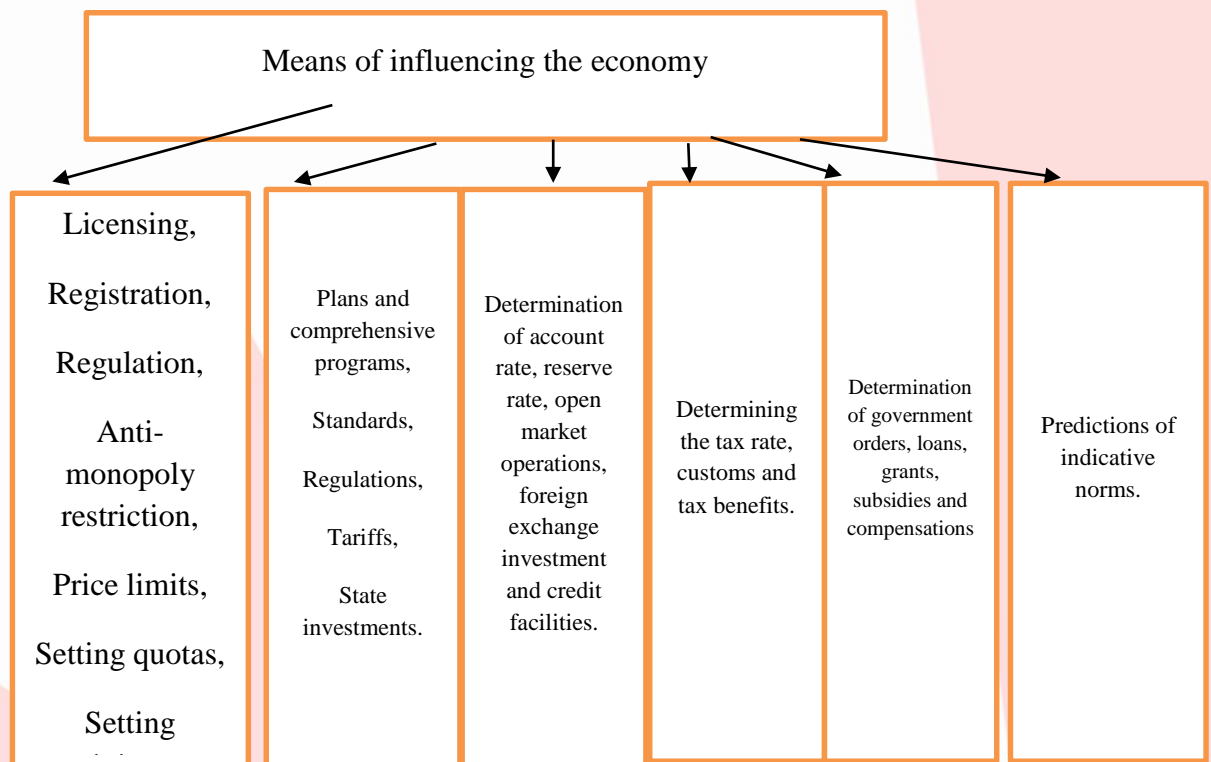 Means of influencing the economy
Licensing,
Registration,
Regulation,
Anti-
monopoly
restriction,
Price limits,
Setting quotas,
Setting
Plans and
comprehensive
programs,
Standards,
Regulations,
Tariffs,
State
investments.
Determination
of account
rate, reserve
rate, open
market
operations,
foreign
exchange
investment
and credit
facilities.
Determining
the tax rate,
customs and
tax benefits.
Determination
of government
orders, loans,
grants,
subsidies and
compensations
Predictions of
indicative
norms.